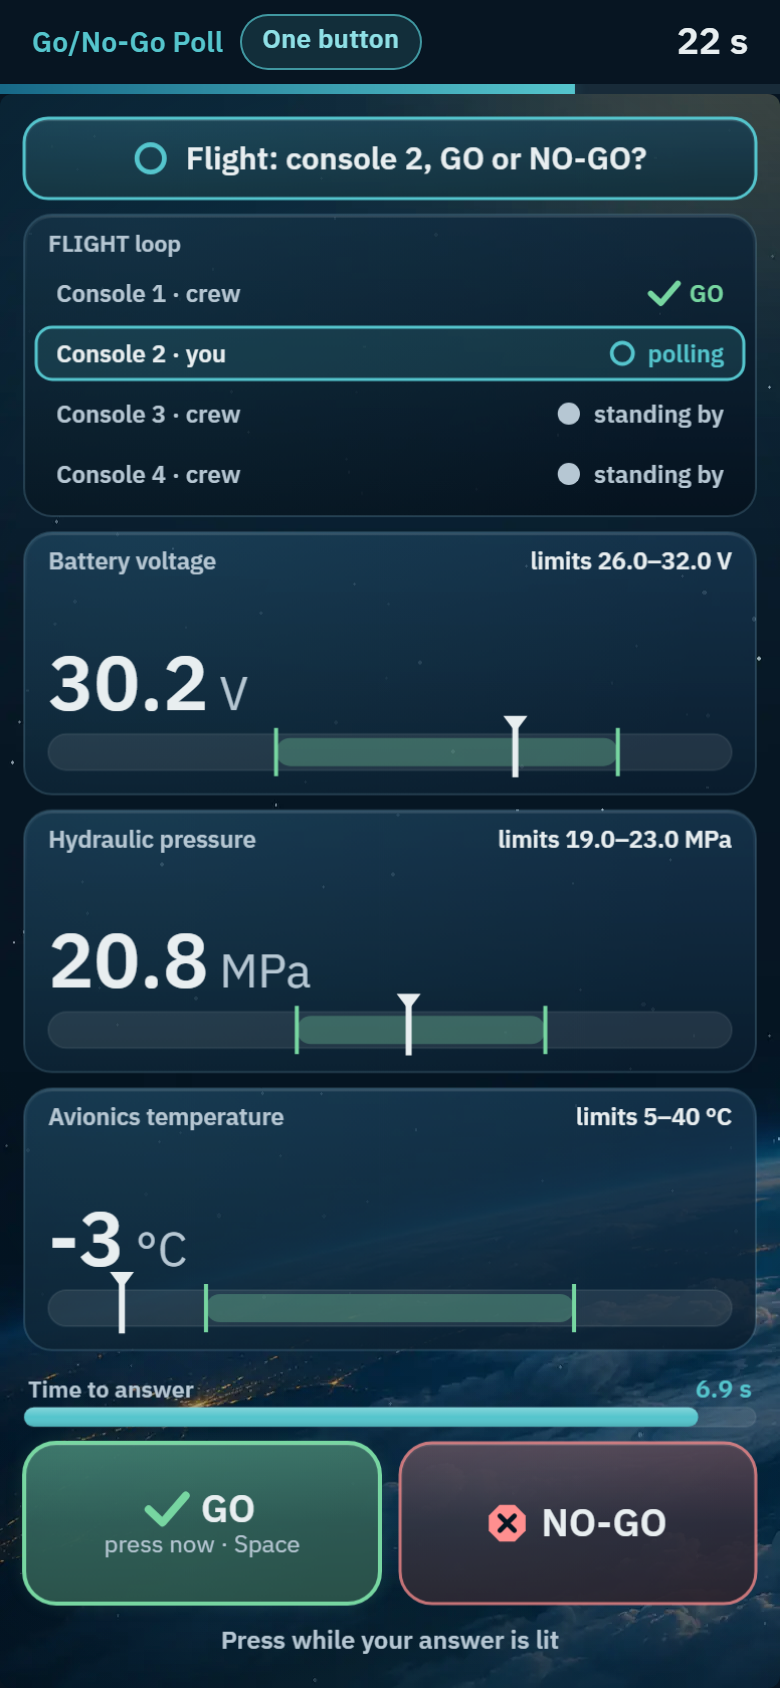 Go/No-Go Poll
One button
22 s
Flight: console 2, GO or NO-GO?
FLIGHT loop
Console 1 · crew GO
Console 2 · you polling
Console 3 · crew standing by
Console 4 · crew standing by
Battery voltage limits 26.0–32.0 V
30.2 V
Hydraulic pressure limits 19.0–23.0 MPa
20.8 MPa
Avionics temperature limits 5–40 °C
-3 °C
Time to answer 6.9 s
GO
press now · Space
NO-GO
Press while your answer is lit